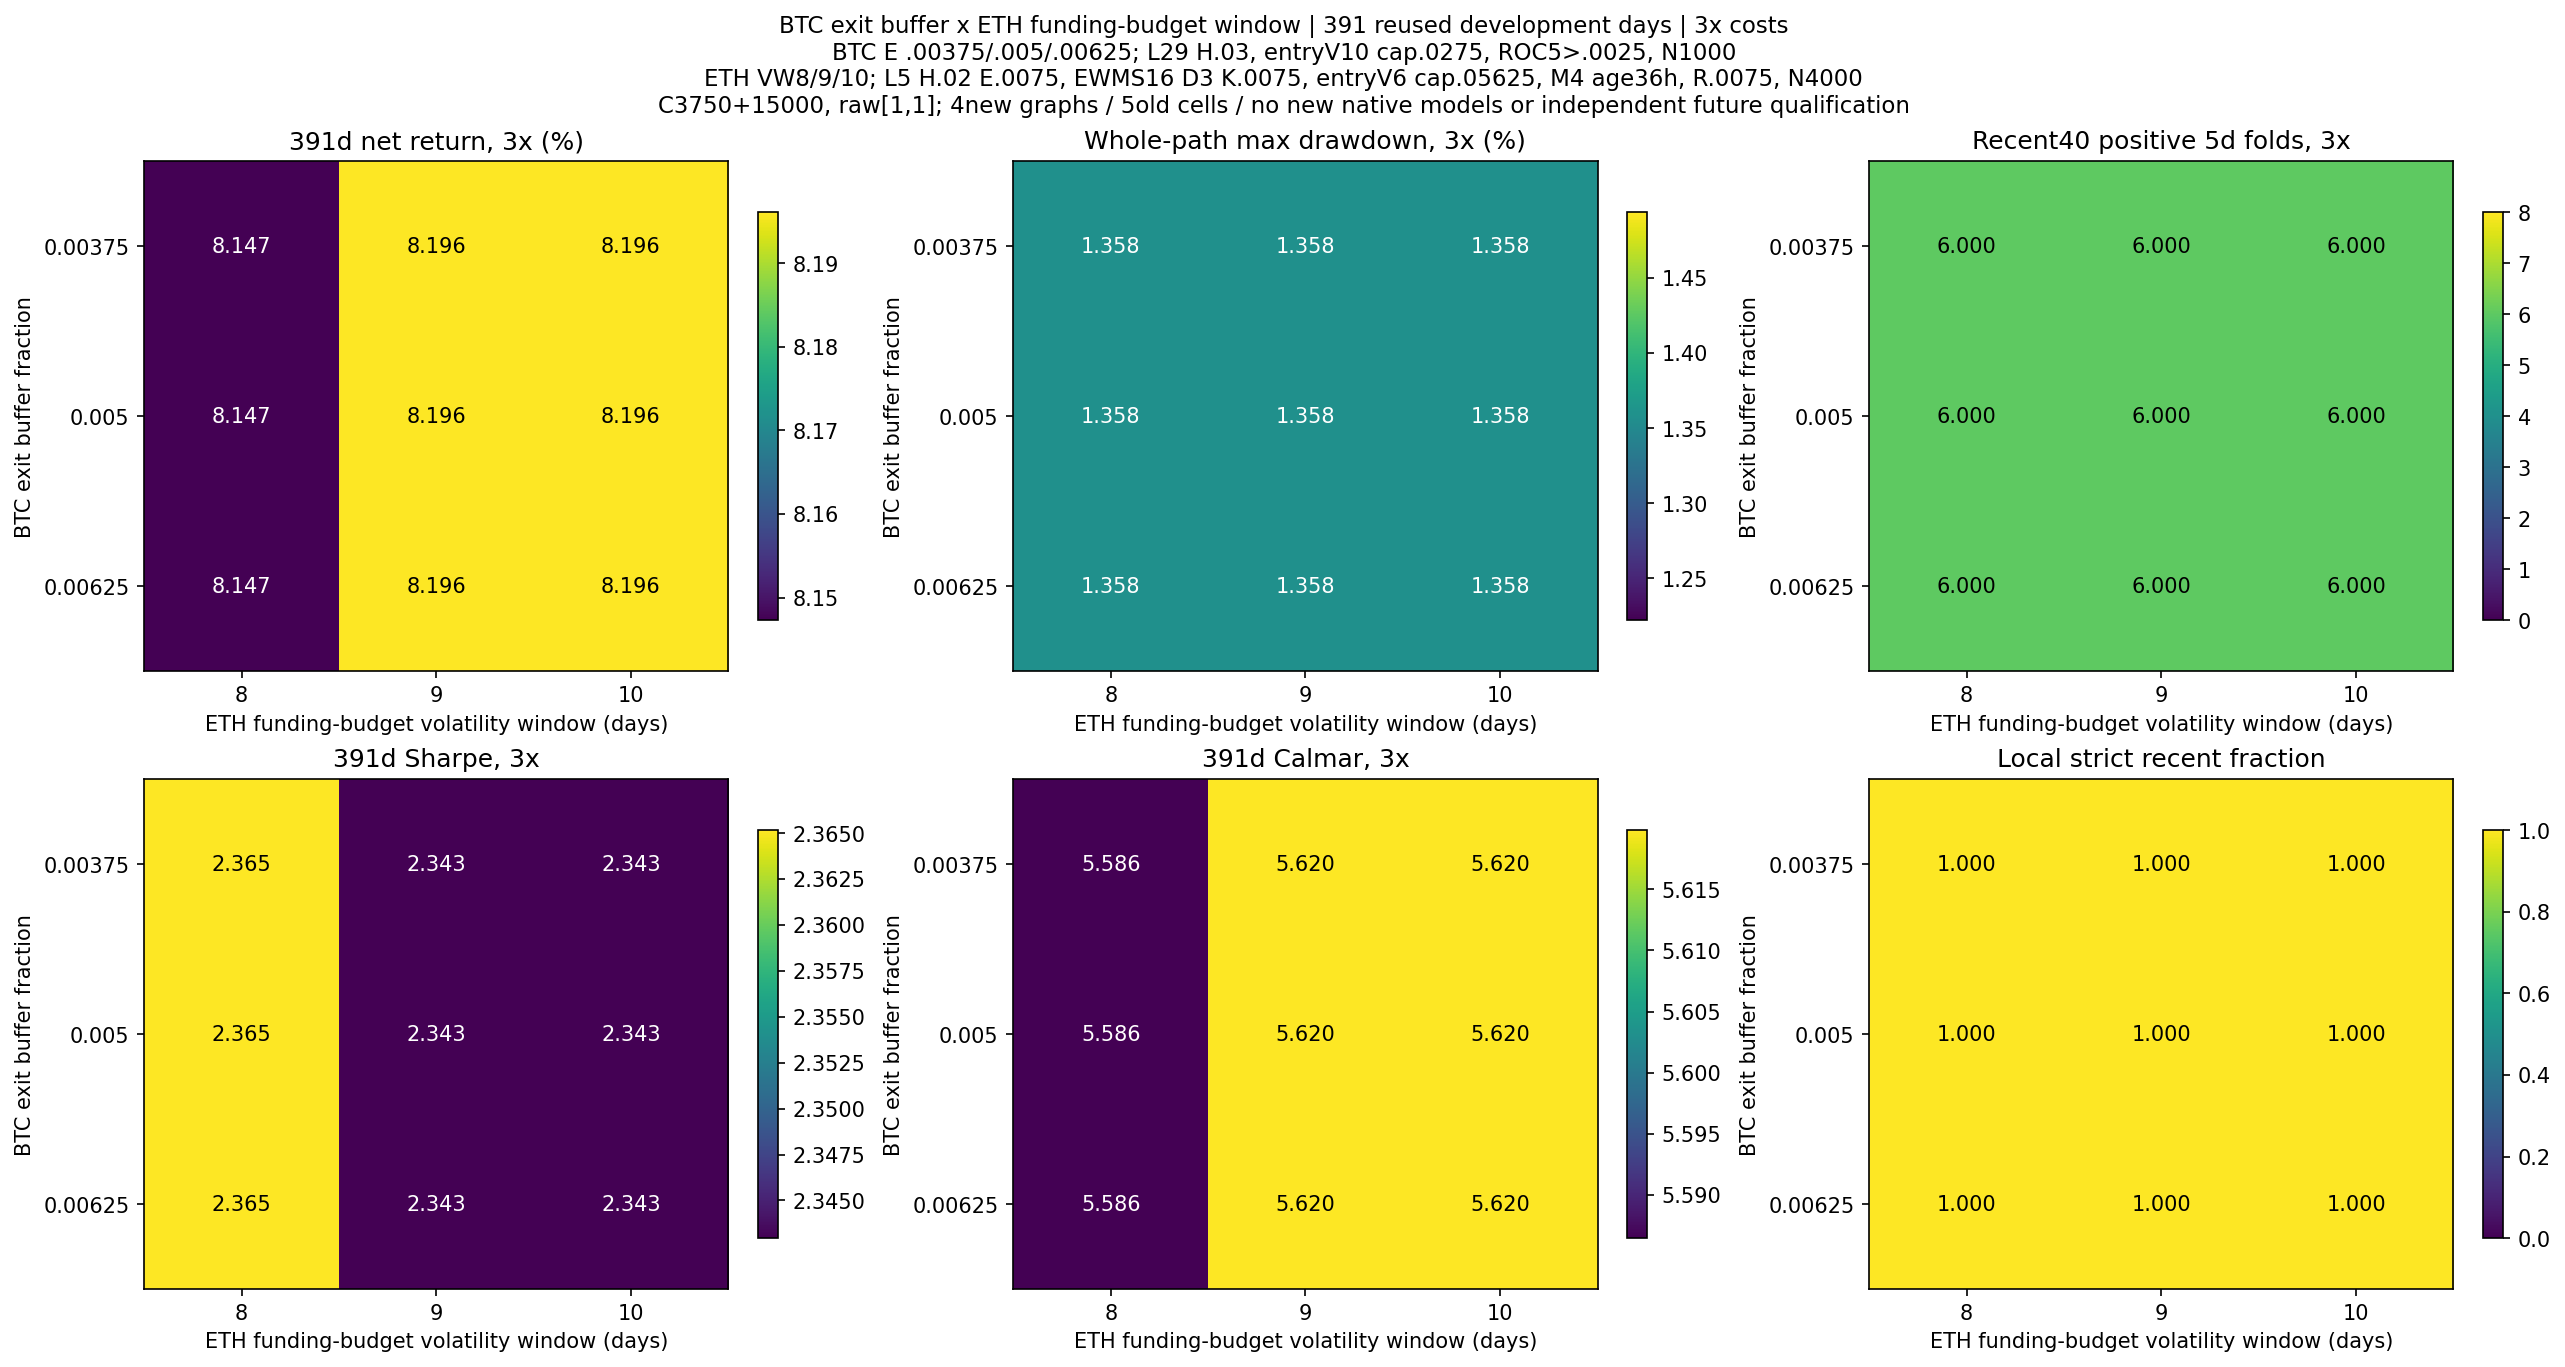 BTC exit buffer x ETH funding-budget window | 391 reused development days | 3x costs
BTC E .00375/.005/.00625; L29 H.03, entryV10 cap.0275, ROC5>.0025, N1000
ETH VW8/9/10; L5 H.02 E.0075, EWMS16 D3 K.0075, entryV6 cap.05625, M4 age36h, R.0075, N4000
C3750+15000, raw[1,1]; 4new graphs / 5old cells / no new native models or independent future qualification
391d net return, 3x (%)
BTC exit buffer fraction
0.00375
0.005
0.00625
8.147 8.196 8.196
8.147 8.196 8.196
8.147 8.196 8.196
8 9 10
ETH funding-budget volatility window (days)
8.19
8.18
8.17
8.16
8.15
Whole-path max drawdown, 3x (%)
BTC exit buffer fraction
0.00375
0.005
0.00625
1.358 1.358 1.358
1.358 1.358 1.358
1.358 1.358 1.358
8 9 10
ETH funding-budget volatility window (days)
1.45
1.40
1.35
1.30
1.25
Recent40 positive 5d folds, 3x
BTC exit buffer fraction
0.00375
0.005
0.00625
6.000 6.000 6.000
6.000 6.000 6.000
6.000 6.000 6.000
8 9 10
ETH funding-budget volatility window (days)
8
7
6
5
4
3
2
1
0
391d Sharpe, 3x
BTC exit buffer fraction
0.00375
0.005
0.00625
2.365 2.343 2.343
2.365 2.343 2.343
2.365 2.343 2.343
8 9 10
ETH funding-budget volatility window (days)
2.3650
2.3625
2.3600
2.3575
2.3550
2.3525
2.3500
2.3475
2.3450
391d Calmar, 3x
BTC exit buffer fraction
0.00375
0.005
0.00625
5.586 5.620 5.620
5.586 5.620 5.620
5.586 5.620 5.620
8 9 10
ETH funding-budget volatility window (days)
5.615
5.610
5.605
5.600
5.595
5.590
Local strict recent fraction
BTC exit buffer fraction
0.00375
0.005
0.00625
1.000 1.000 1.000
1.000 1.000 1.000
1.000 1.000 1.000
8 9 10
ETH funding-budget volatility window (days)
1.0
0.8
0.6
0.4
0.2
0.0